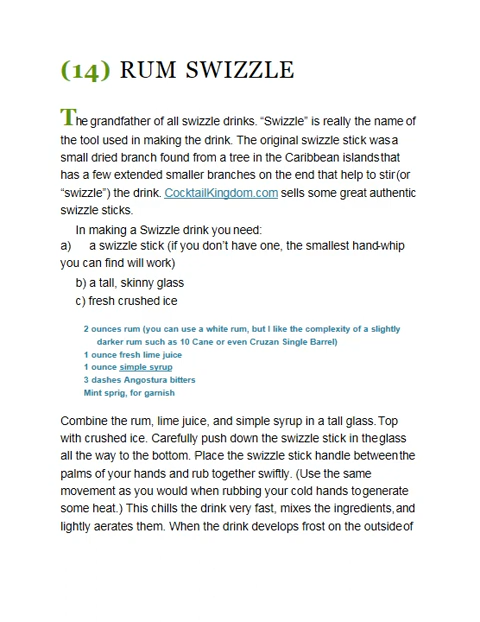 (14) RUM SWIZZLE
The grandfather of all swizzle drinks. “Swizzle” is really the name of
the tool used in making the drink. The original swizzle stick was a
small dried branch found from a tree in the Caribbean islands that
has a few extended smaller branches on the end that help to stir (or
“swizzle”) the drink. CocktailKingdom.com sells some great authentic
swizzle sticks.
In making a Swizzle drink you need:
a) a swizzle stick (if you don’t have one, the smallest hand-whip
you can find will work)
b) a tall, skinny glass
c) fresh crushed ice
2 ounces rum (you can use a white rum, but I like the complexity of a slightly
darker rum such as 10 Cane or even Cruzan Single Barrel)
1 ounce fresh lime juice
1 ounce simple syrup
3 dashes Angostura bitters
Mint sprig, for garnish
Combine the rum, lime juice, and simple syrup in a tall glass. Top
with crushed ice. Carefully push down the swizzle stick in the glass
all the way to the bottom. Place the swizzle stick handle between the
palms of your hands and rub together swiftly. (Use the same
movement as you would when rubbing your cold hands to generate
some heat.) This chills the drink very fast, mixes the ingredients, and
lightly aerates them. When the drink develops frost on the outside of